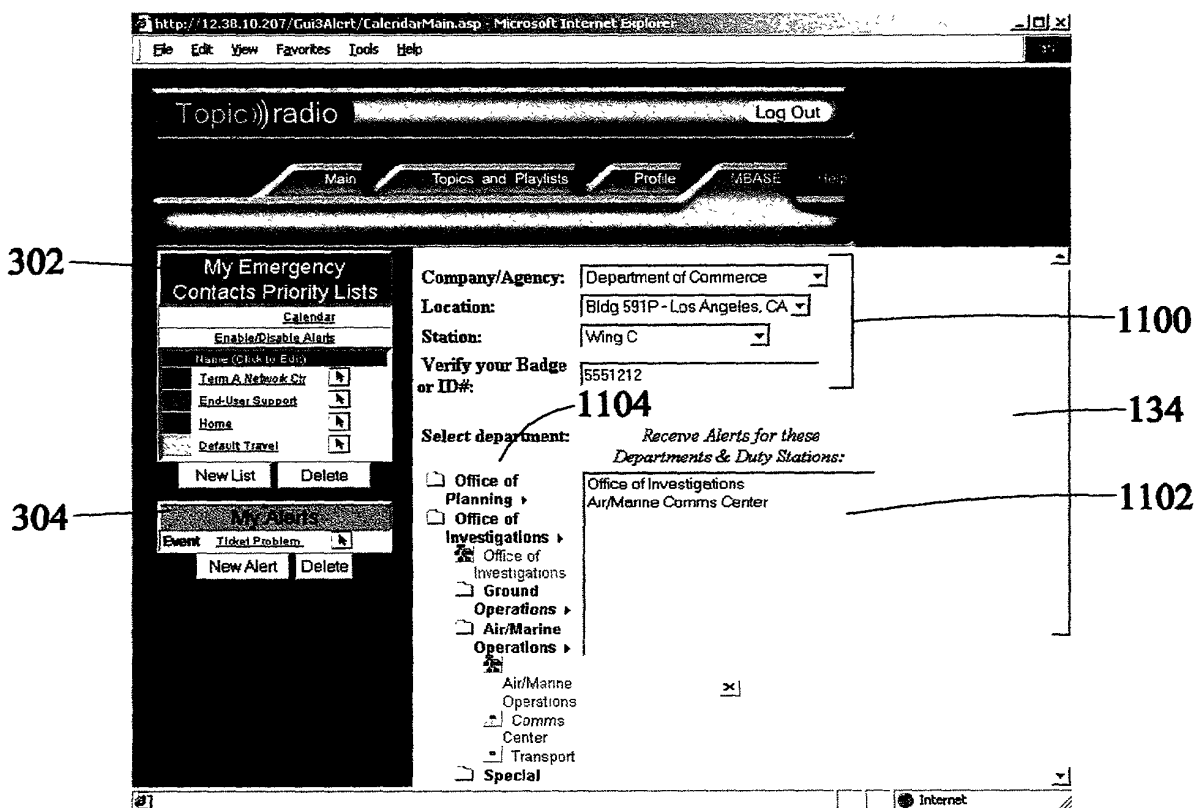 http://12.38.10.207/Gui3Alert/CalendarMain.asp - Microsoft Internet Explorer
File Edit View Favorites Tools Help
Topic))radio
Log Out
Main Topics and Playlists Profile MBASE Help
302
My Emergency
Contacts Priority Lists
Calendar
Enable/Disable Alerts
Name (Click to Edit)
Term A Network Ctr
End-User Support
Home
Default Travel
New List Delete
304
My Alerts
Event Ticket Problem
New Alert Delete
Company/Agency: Department of Commerce
Location: Bldg 591P - Los Angeles, CA
Station: Wing C
Verify your Badge
or ID#: 5551212
1100
1104
134
Select department:
Receive Alerts for these
Departments & Duty Stations:
Office of Investigations
Air/Marine Comms Center
1102
Office of
Planning
Office of
Investigations
Office of
Investigations
Ground
Operations
Air/Marine
Operations
Air/Marine
Operations
Comms
Center
Transport
Special
Internet